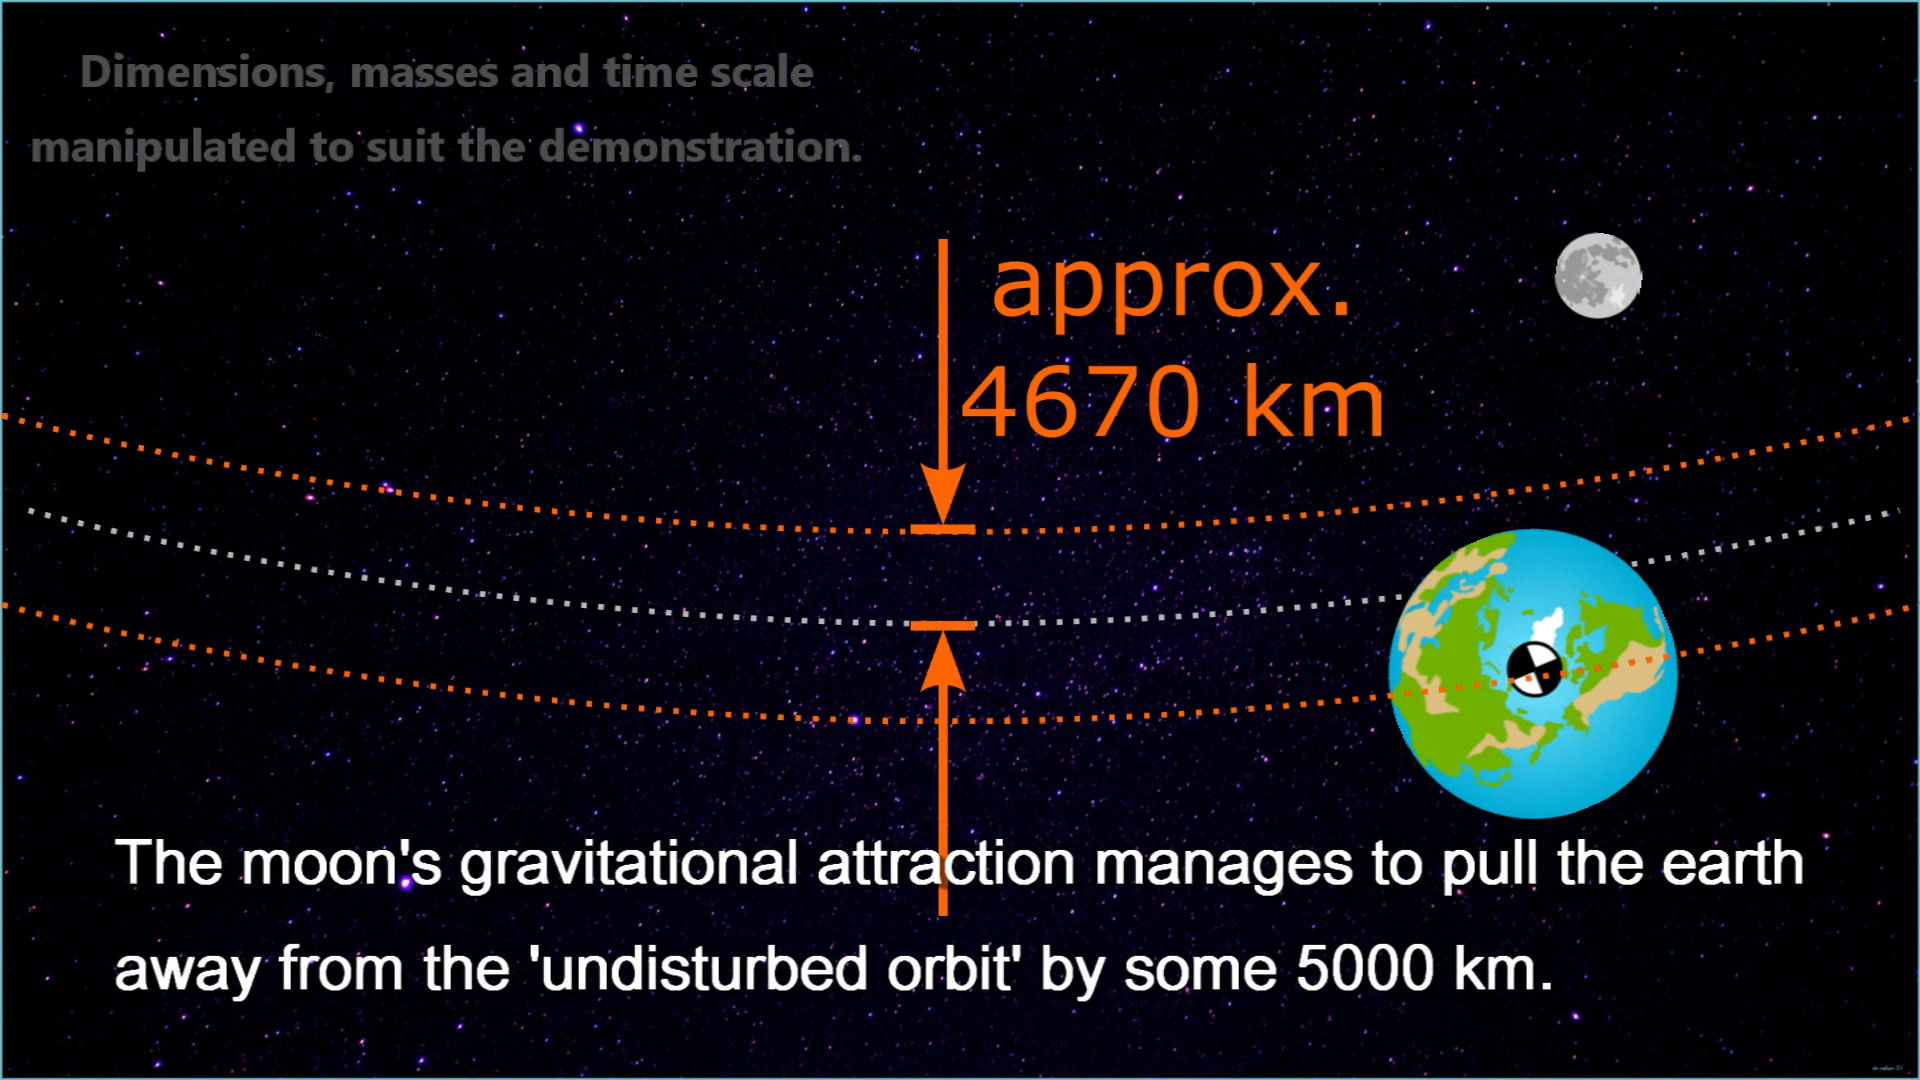 Dimensions, masses and time scale
manipulated to suit the demonstration.
approx.
4670 km
The moon's gravitational attraction manages to pull the earth
away from the 'undisturbed orbit' by some 5000 km.